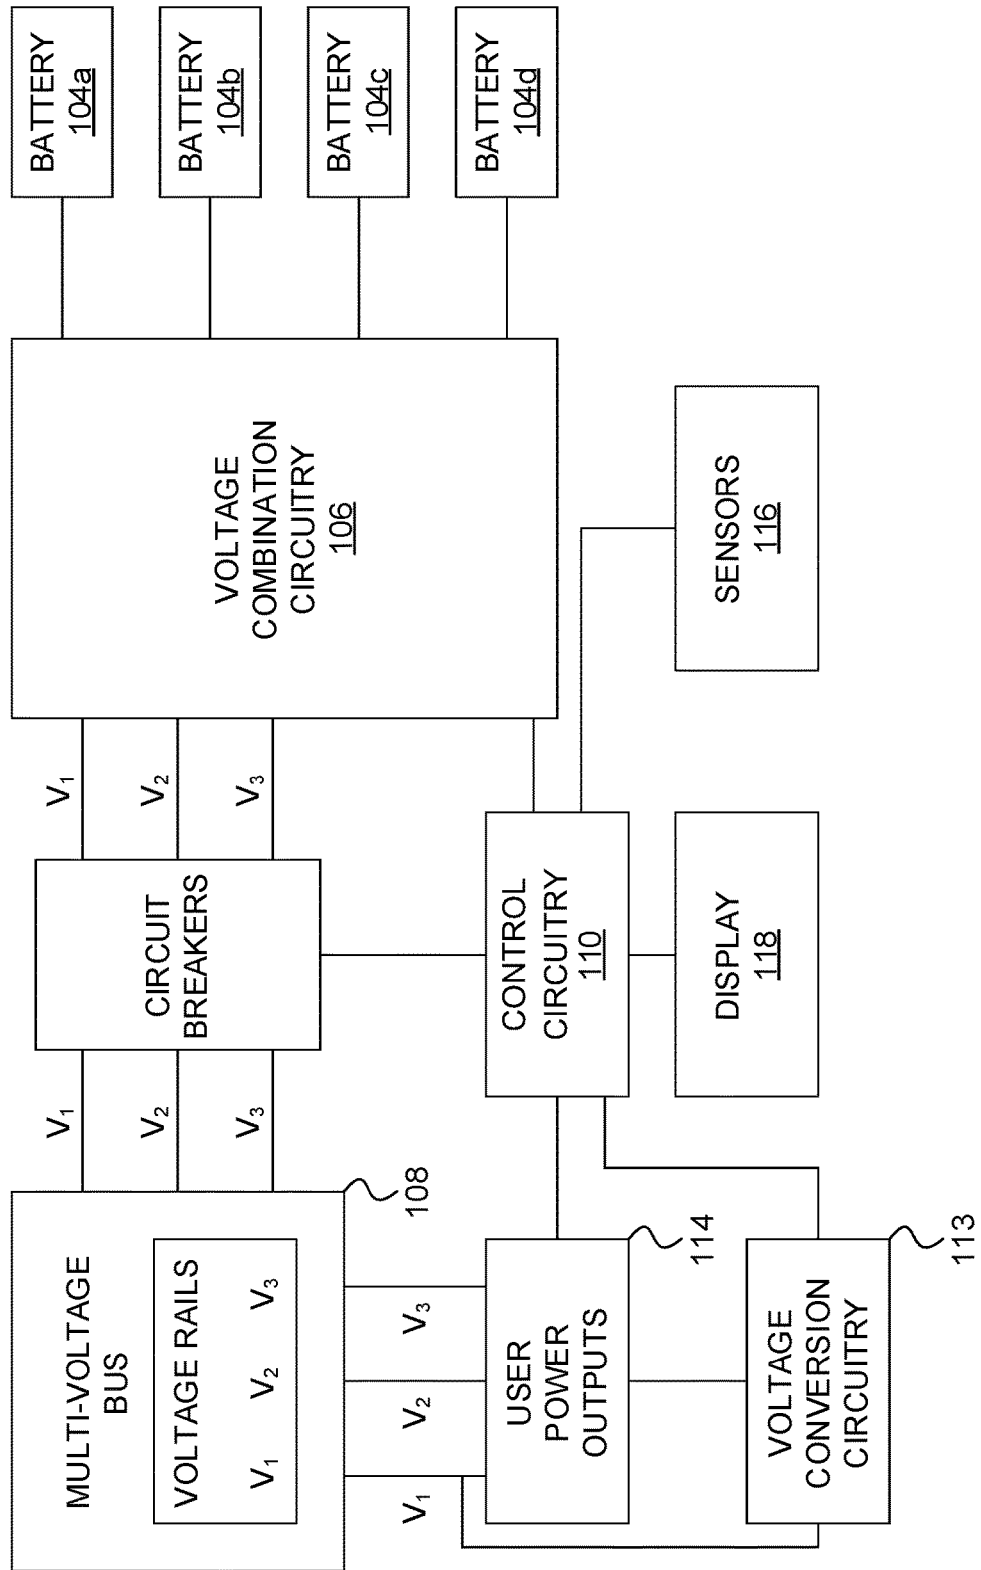 MULTI-VOLTAGE
BUS
VOLTAGE RAILS
V₁ V₂ V₃
108
V₁
V₂
V₃
CIRCUIT
BREAKERS
V₁
V₂
V₃
VOLTAGE
COMBINATION
CIRCUITRY
106
BATTERY
104a
BATTERY
104b
BATTERY
104c
BATTERY
104d
V₁
V₂
V₃
USER
POWER
OUTPUTS
114
CONTROL
CIRCUITRY
110
SENSORS
116
VOLTAGE
CONVERSION
CIRCUITRY
113
DISPLAY
118